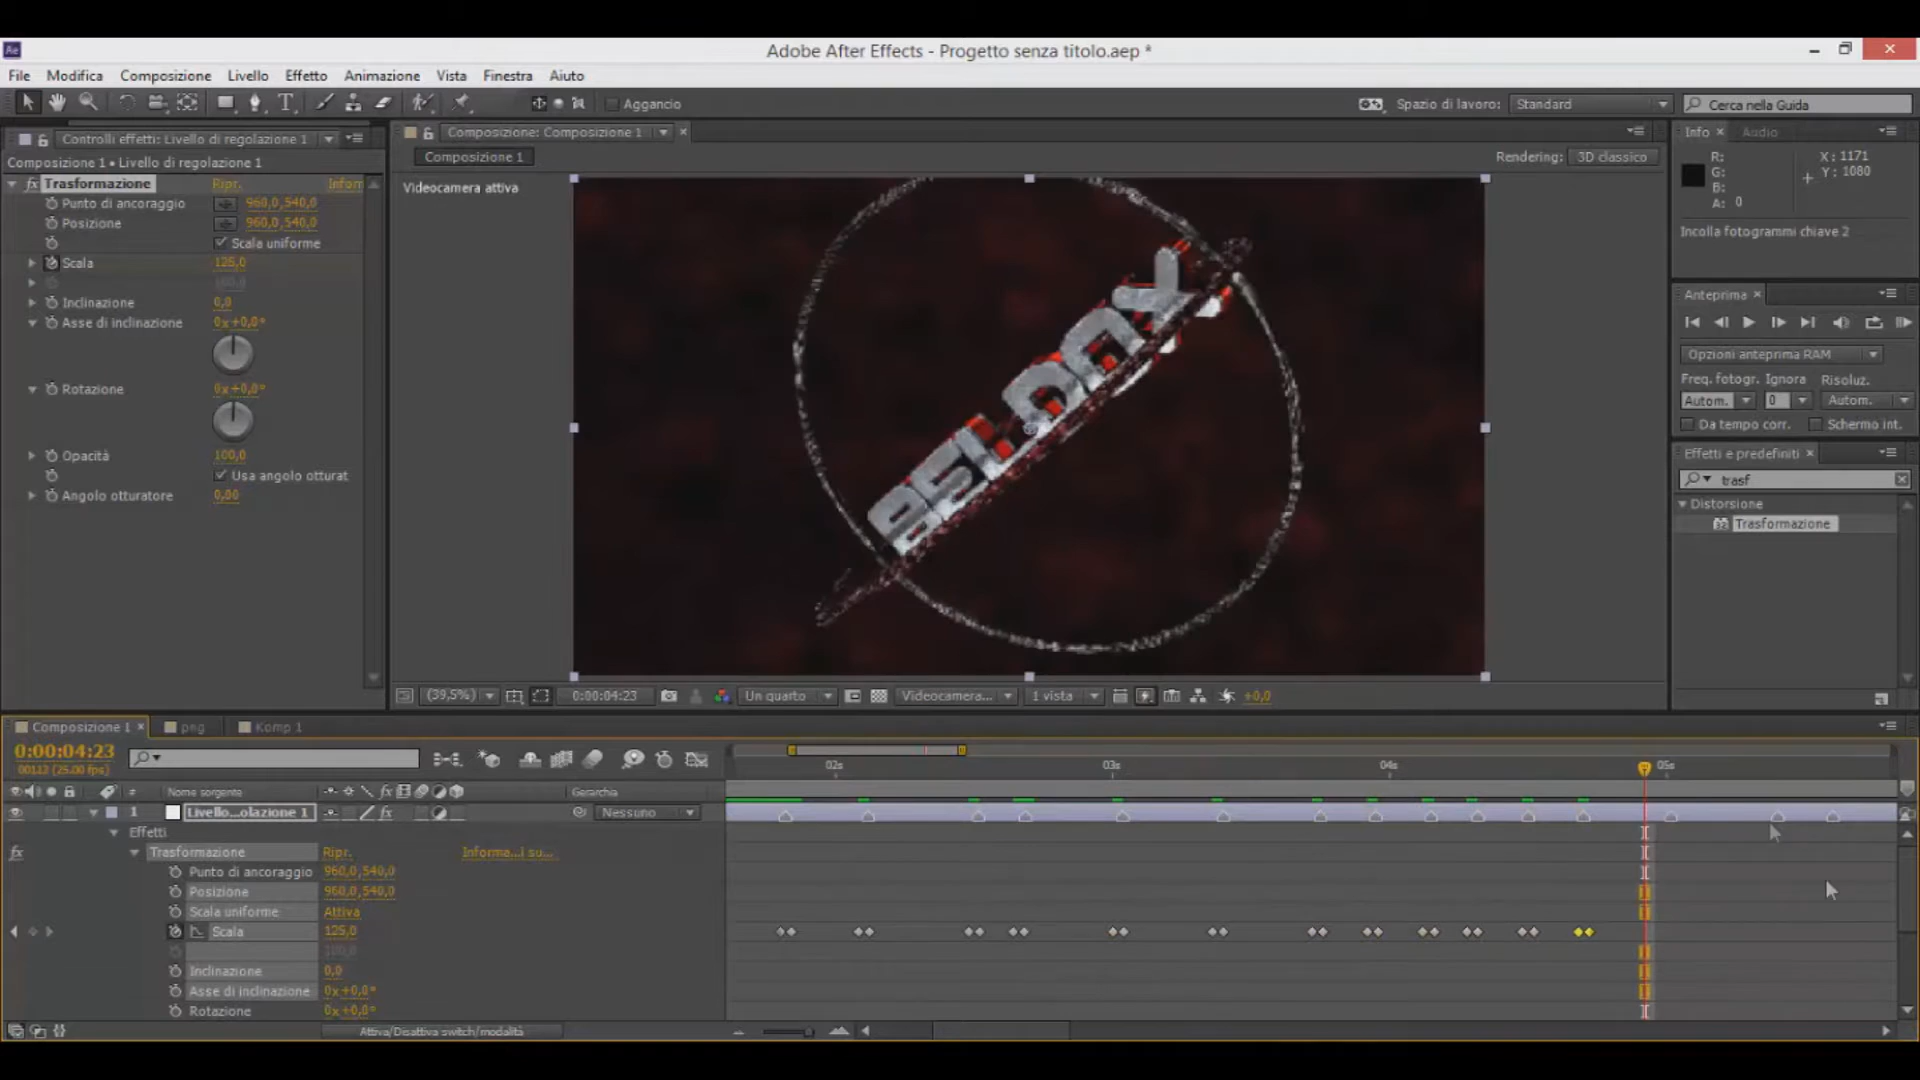 Ae
Adobe After Effects - Progetto senza titolo.aep *
File Modifica Composizione Livello Effetto Animazione Vista Finestra Aiuto
T Aggancio Spazio di lavoro: Standard Cerca nella Guida
Controlli effetti: Livello di regolazione 1
Composizione 1 • Livello di regolazione 1
fx Trasformazione Ripr. Inform
Punto di ancoraggio 960,0,540,0
Posizione 960,0,540,0
Scala uniforme
Scala 125,0
100,0
Inclinazione 0,0
Asse di inclinazione 0x+0,0°
Rotazione 0x+0,0°
Opacità 100,0
Usa angolo otturat
Angolo otturatore 0,00
Composizione: Composizione 1
Composizione 1
Rendering: 3D classico
Videocamera attiva
(39,5%) 0:00:04:23 Un quarto Videocamera... 1 vista +0,0
Info Audio
R: X: 1171
G: Y: 1080
B:
A: 0
Incolla fotogrammi chiave 2
Anteprima
Opzioni anteprima RAM
Freq. fotogr. Ignora Risoluz.
Autom. 0 Autom.
Da tempo corr. Schermo int.
Effetti e predefiniti
trasf
Distorsione
Trasformazione
Composizione 1 png Komp 1
0:00:04:23
(25.00 fps)
02s 03s 04s 05s
# Nome sorgente fx Gerarchia
1 Livello...olazione 1 fx Nessuno
Effetti
fx Trasformazione Ripr. Informa...i su...
Punto di ancoraggio 960,0,540,0
Posizione 960,0,540,0
Scala uniforme Attiva
Scala 125,0
100,0
Inclinazione 0,0
Asse di inclinazione 0x+0,0°
Rotazione 0x+0,0°
Attiva/Disattiva switch/modalità